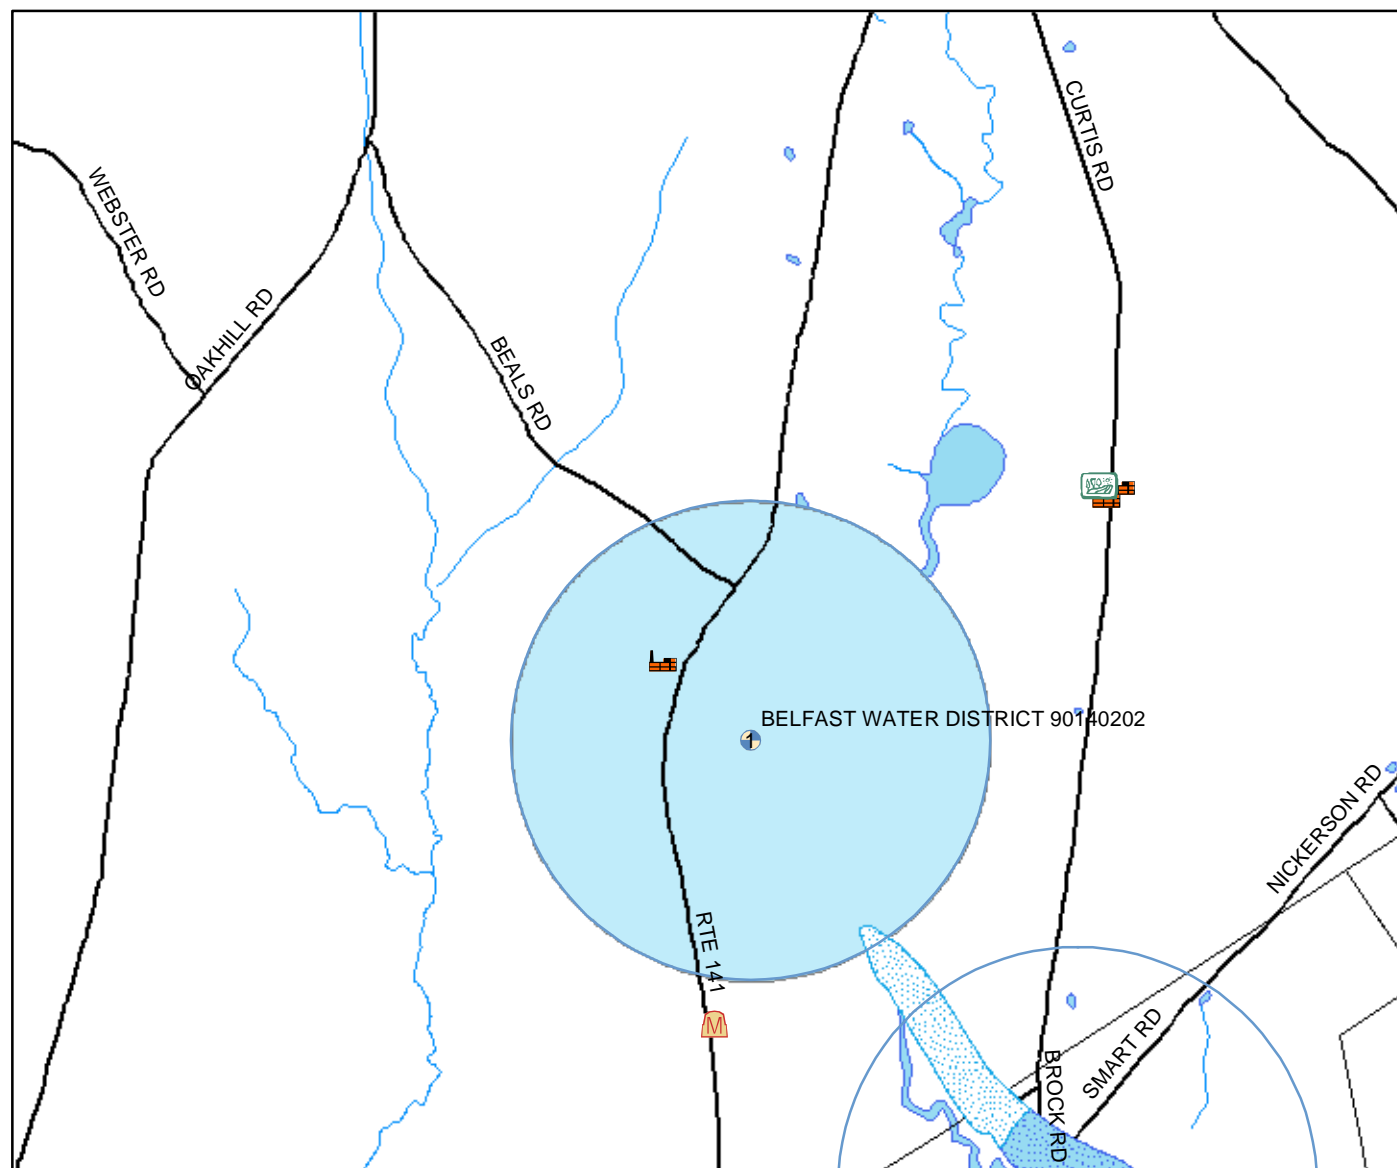 CURTIS RD
WEBSTER RD
OAKHILL RD
BEALS RD
BELFAST WATER DISTRICT 90140202
1
NICKERSON RD
RTE 141
M
SMART RD
BROCK RD